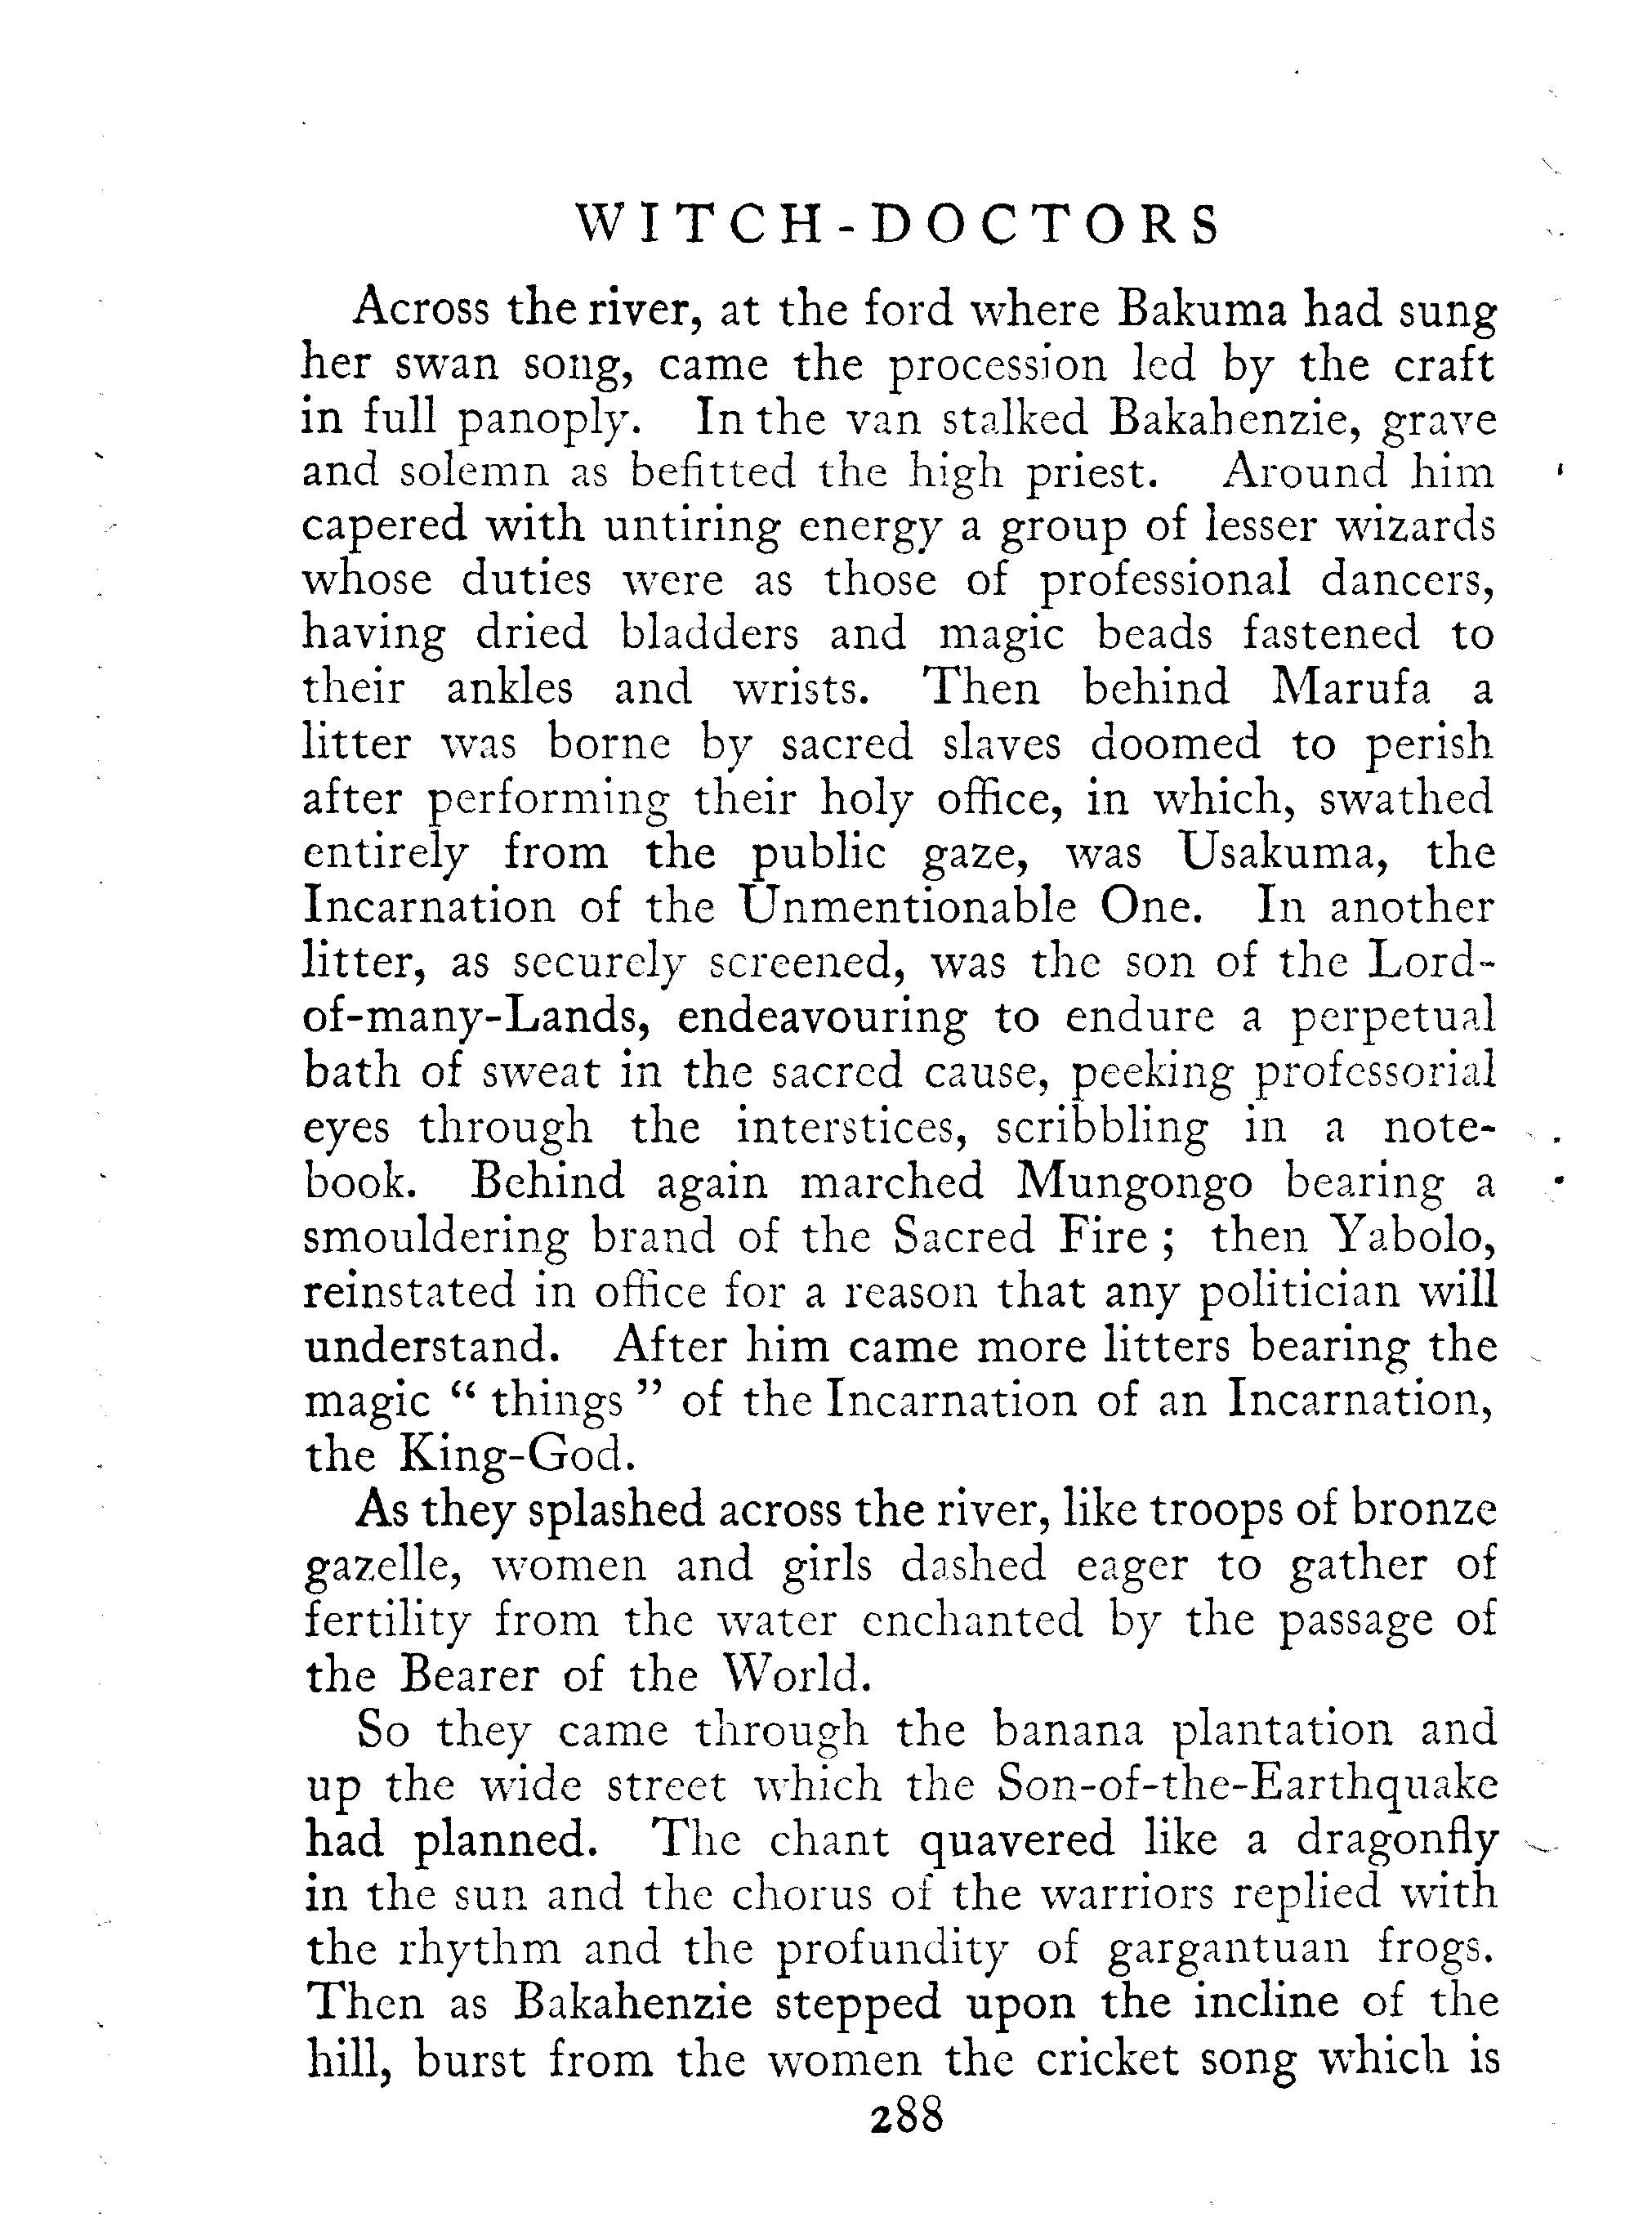 WITCH-DOCTORS
Across the river, at the ford where Bakuma had sung
her swan song, came the procession led by the craft
in full panoply. In the van stalked Bakahenzie, grave
and solemn as befitted the high priest. Around him
capered with untiring energy a group of lesser wizards
whose duties were as those of professional dancers,
having dried bladders and magic beads fastened to
their ankles and wrists. Then behind Marufa a
litter was borne by sacred slaves doomed to perish
after performing their holy office, in which, swathed
entirely from the public gaze, was Usakuma, the
Incarnation of the Unmentionable One. In another
litter, as securely screened, was the son of the Lord-
of-many-Lands, endeavouring to endure a perpetual
bath of sweat in the sacred cause, peeking professorial
eyes through the interstices, scribbling in a note-
book. Behind again marched Mungongo bearing a
smouldering brand of the Sacred Fire ; then Yabolo,
reinstated in office for a reason that any politician will
understand. After him came more litters bearing the
magic “ things ” of the Incarnation of an Incarnation,
the King-God.
As they splashed across the river, like troops of bronze
gazelle, women and girls dashed eager to gather of
fertility from the water enchanted by the passage of
the Bearer of the World.
So they came through the banana plantation and
up the wide street which the Son-of-the-Earthquake
had planned. The chant quavered like a dragonfly
in the sun and the chorus of the warriors replied with
the rhythm and the profundity of gargantuan frogs.
Then as Bakahenzie stepped upon the incline of the
hill, burst from the women the cricket song which is
288